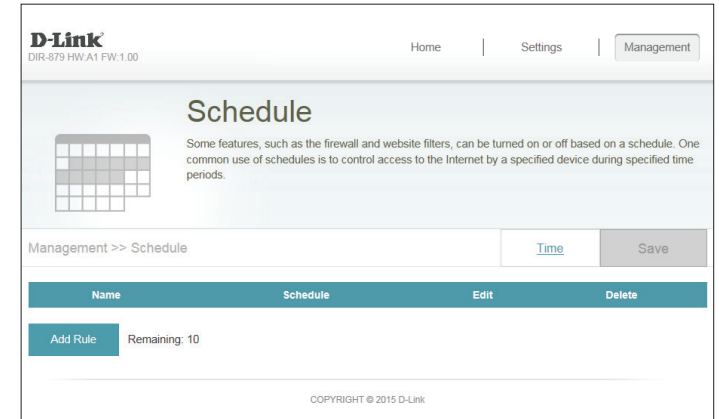 D-Link
DIR-879 HW:A1 FW:1.00
Home | Settings | Management
Schedule
Some features, such as the firewall and website filters, can be turned on or off based on a schedule. One
common use of schedules is to control access to the Internet by a specified device during specified time
periods.
Management >> Schedule Time Save
Name Schedule Edit Delete
Add Rule Remaining: 10
COPYRIGHT © 2015 D-Link